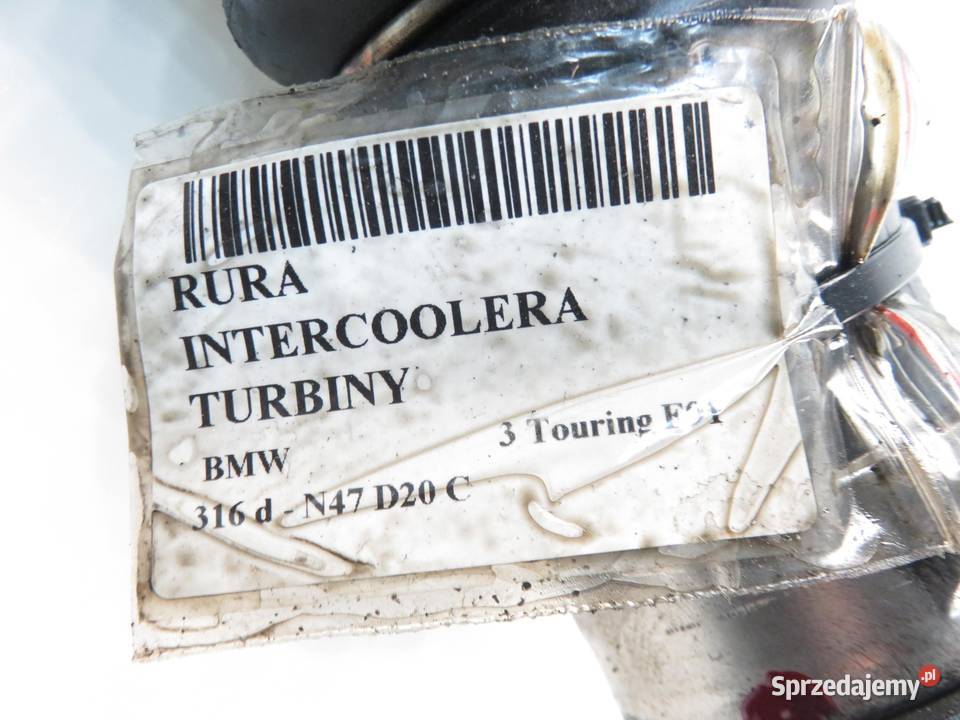 RURA
INTERCOOLERA
TURBINY
BMW 3 Touring
316 d - N47 D20 C
Sprzedajemy.pl